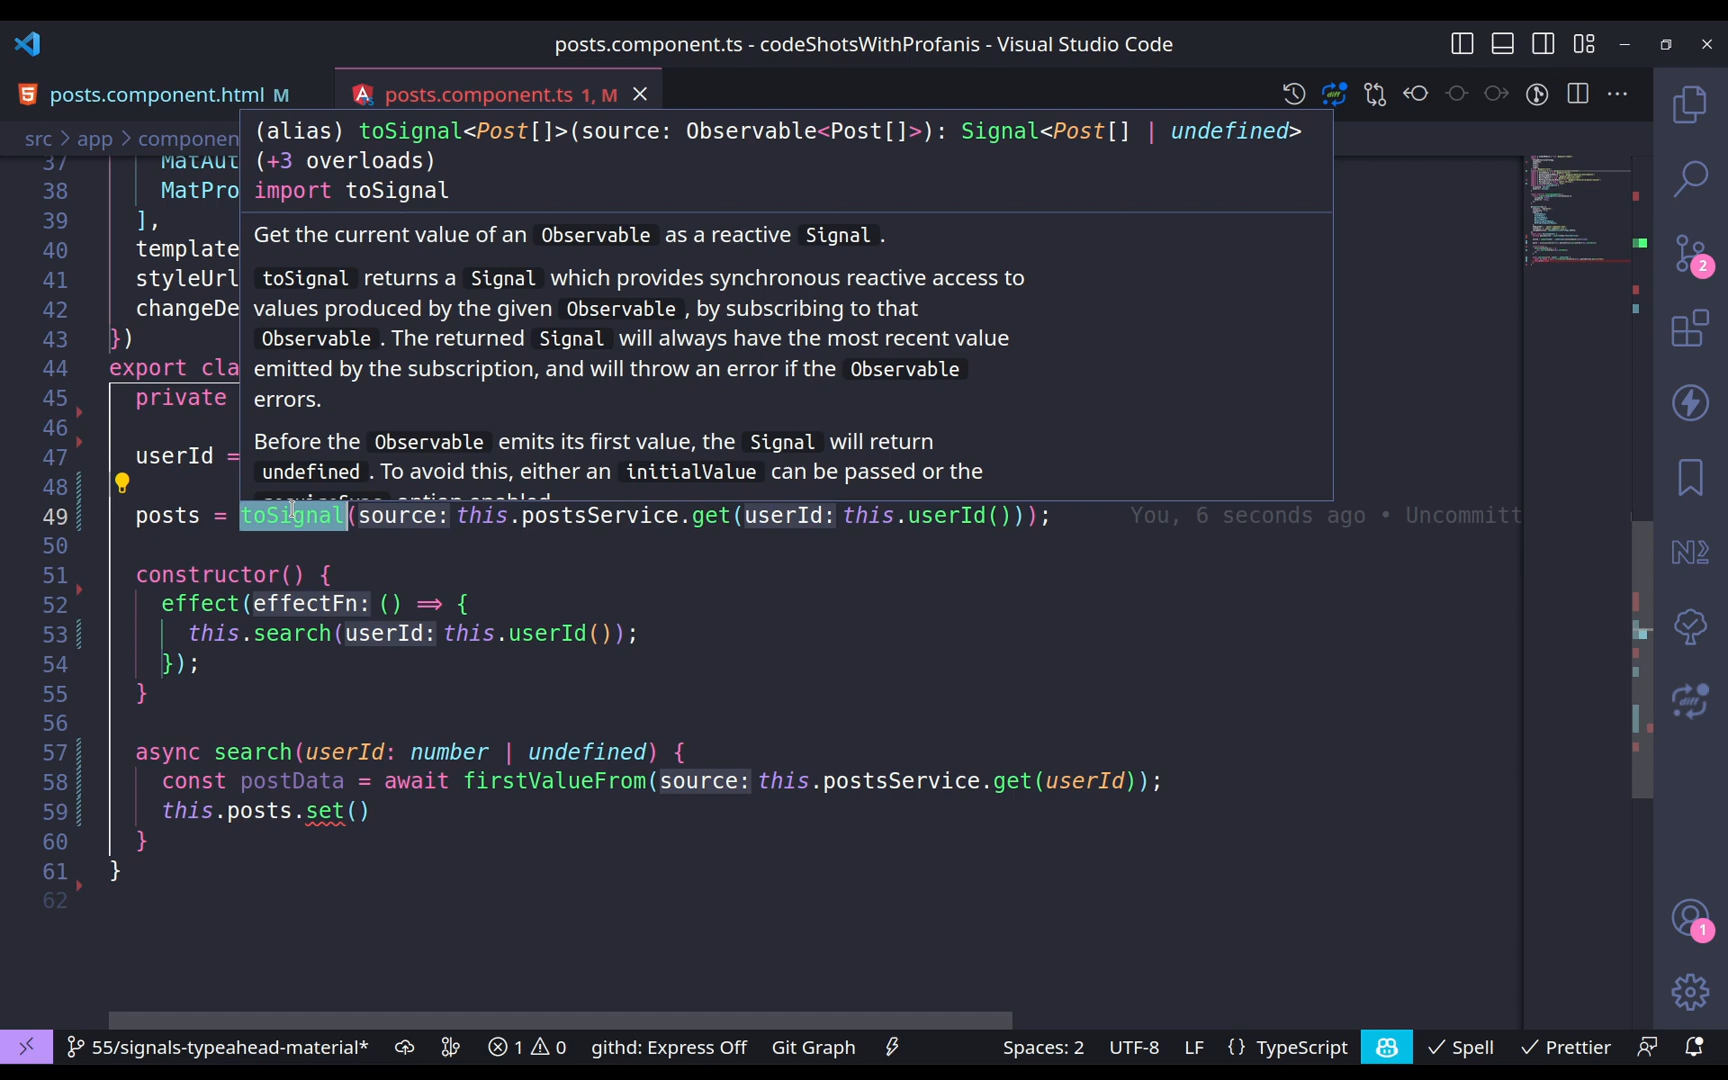 posts.component.ts - codeShotsWithProfanis - Visual Studio Code
posts.component.html M
posts.component.ts 1, M
src > app > componen
(alias) toSignal<Post[]>(source: Observable<Post[]>): Signal<Post[] | undefined>
(+3 overloads)
import toSignal
Get the current value of an Observable as a reactive Signal.
toSignal returns a Signal which provides synchronous reactive access to
values produced by the given Observable, by subscribing to that
Observable. The returned Signal will always have the most recent value
emitted by the subscription, and will throw an error if the Observable
errors.
Before the Observable emits its first value, the Signal will return
undefined. To avoid this, either an initialValue can be passed or the
37 MatAut
38 MatPro
39 ],
40 template
41 styleUrl
42 changeDe
43 })
44 export cla
45 private
46
47 userId =
48
49 posts = toSignal(source: this.postsService.get(userId: this.userId())); You, 6 seconds ago • Uncommitt
50
51 constructor() {
52 effect(effectFn: () => {
53 this.search(userId: this.userId());
54 });
55 }
56
57 async search(userId: number | undefined) {
58 const postData = await firstValueFrom(source: this.postsService.get(userId));
59 this.posts.set()
60 }
61 }
62
2
1
55/signals-typeahead-material* 1 0 githd: Express Off Git Graph Spaces: 2 UTF-8 LF {} TypeScript Spell Prettier